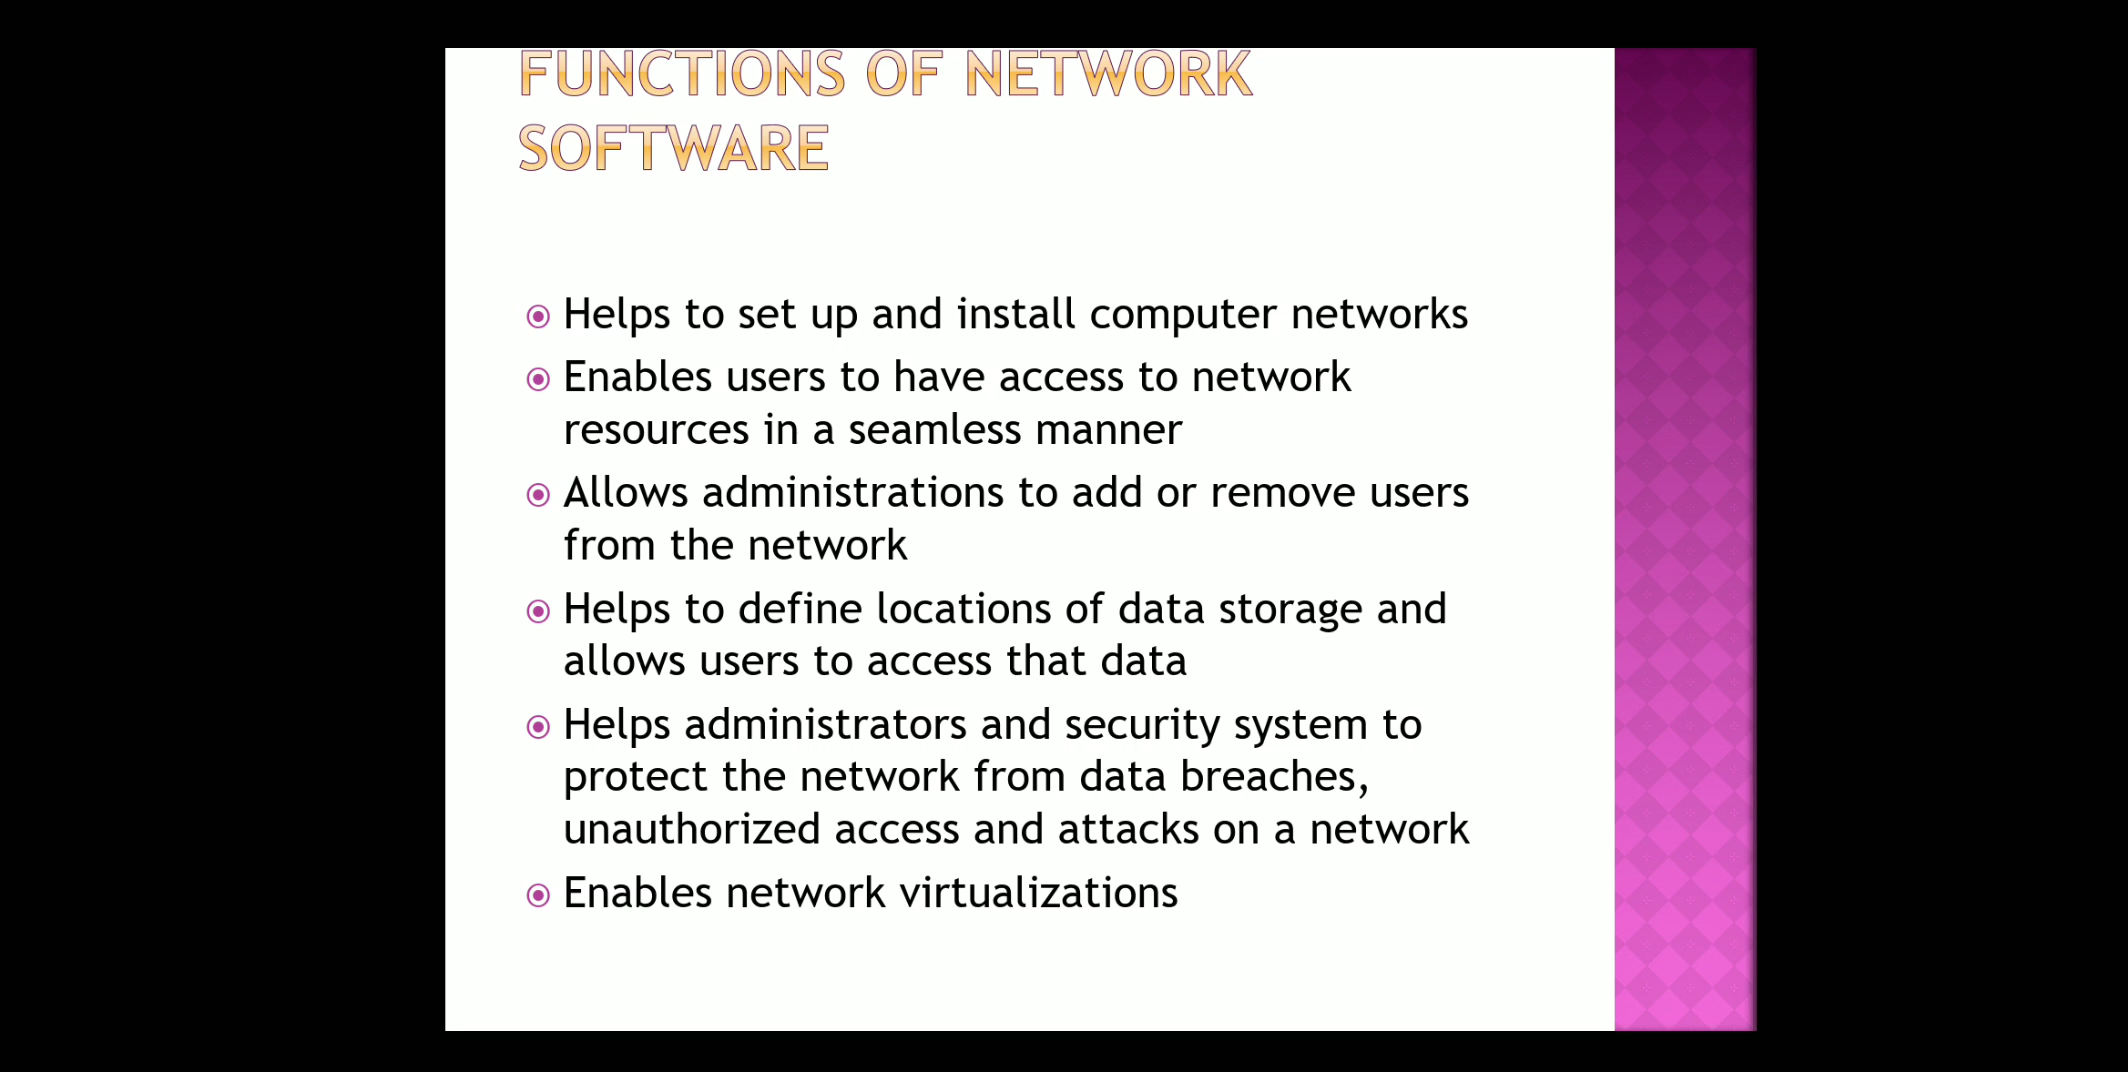 FUNCTIONS OF NETWORK
SOFTWARE
Helps to set up and install computer networks
Enables users to have access to network
resources in a seamless manner
Allows administrations to add or remove users
from the network
Helps to define locations of data storage and
allows users to access that data
Helps administrators and security system to
protect the network from data breaches,
unauthorized access and attacks on a network
Enables network virtualizations